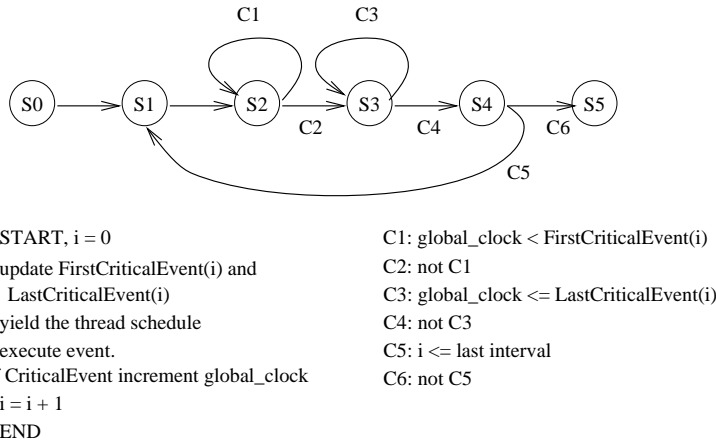 C1
C3
S0
S1
S2
S3
S4
S5
C2
C4
C6
C5
START, i = 0
update FirstCriticalEvent(i) and
LastCriticalEvent(i)
yield the thread schedule
execute event.
CriticalEvent increment global_clock
i = i + 1
END
C1: global_clock < FirstCriticalEvent(i)
C2: not C1
C3: global_clock <= LastCriticalEvent(i)
C4: not C3
C5: i <= last interval
C6: not C5